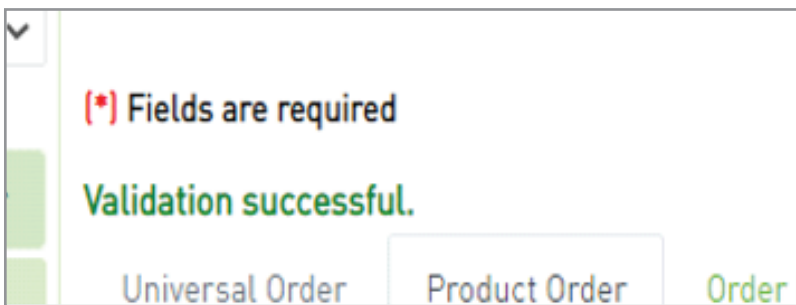 (*) Fields are required
Validation successful.
Universal Order Product Order Order